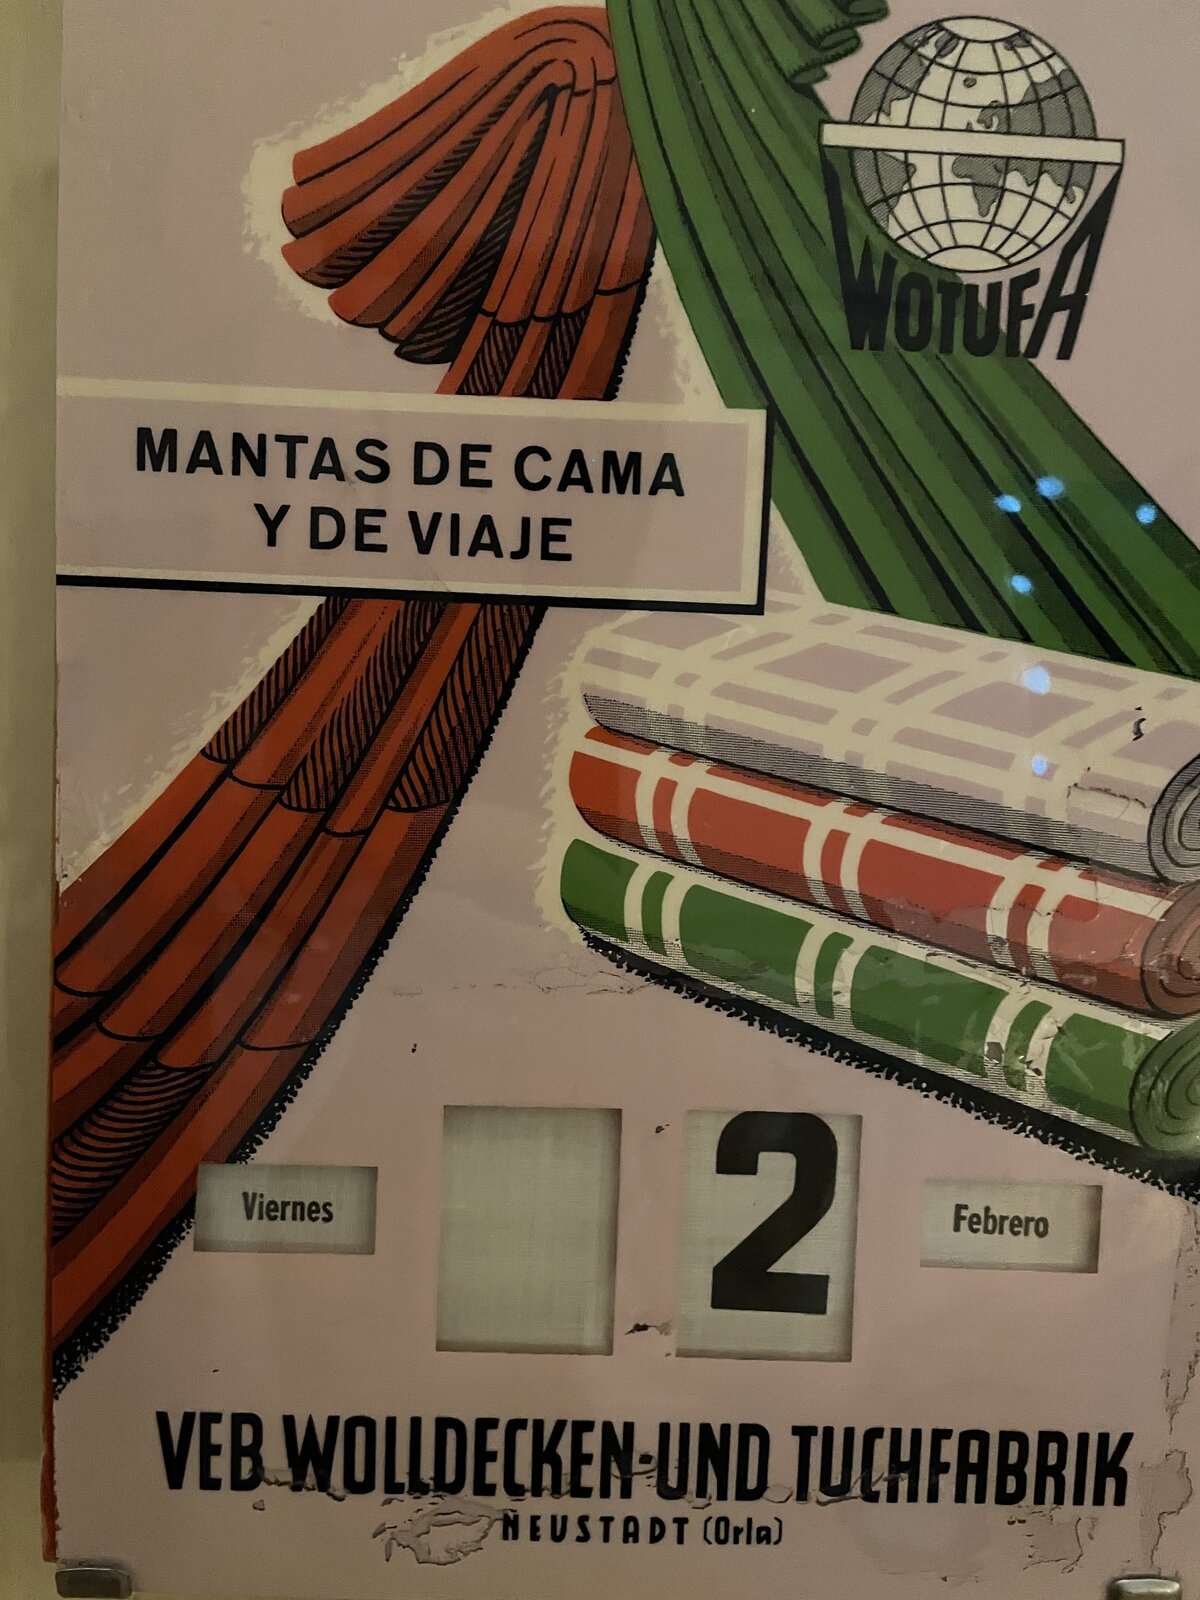 WOTUFA
MANTAS DE CAMA
Y DE VIAJE
Viernes
2
Febrero
VEB WOLLDECKEN-UND TUCHFABRIK
NEUSTADT (Orla)